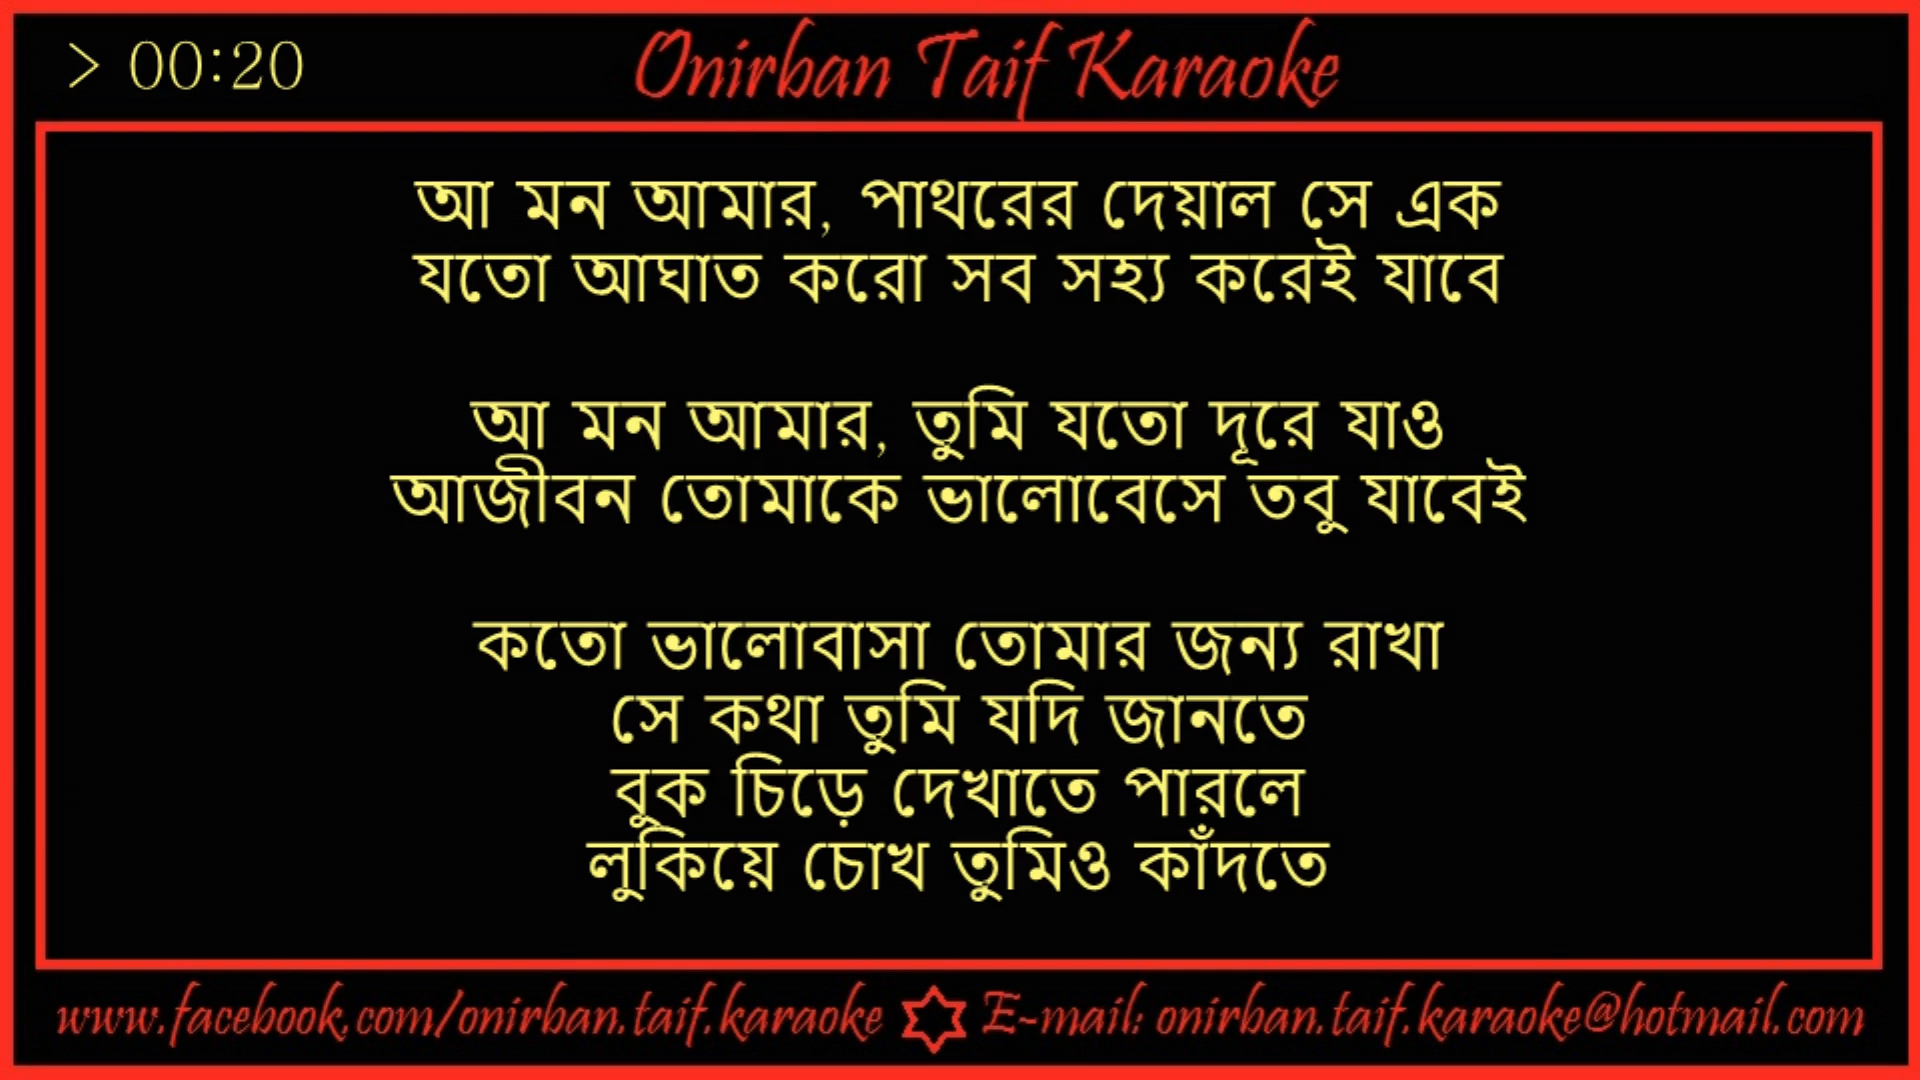 > 00:20
Onirban Taif Karaoke
আ মন আমার, পাথরের দেয়াল সে এক
যতো আঘাত করো সব সহ্য করেই যাবে
আ মন আমার, তুমি যতো দূরে যাও
আজীবন তোমাকে ভালোবেসে তবু যাবেই
কতো ভালোবাসা তোমার জন্য রাখা
সে কথা তুমি যদি জানতে
বুক চিড়ে দেখাতে পারলে
লুকিয়ে চোখ তুমিও কাঁদতে
www.facebook.com/onirban.taif.karaoke ✡ E-mail: onirban.taif.karaoke@hotmail.com